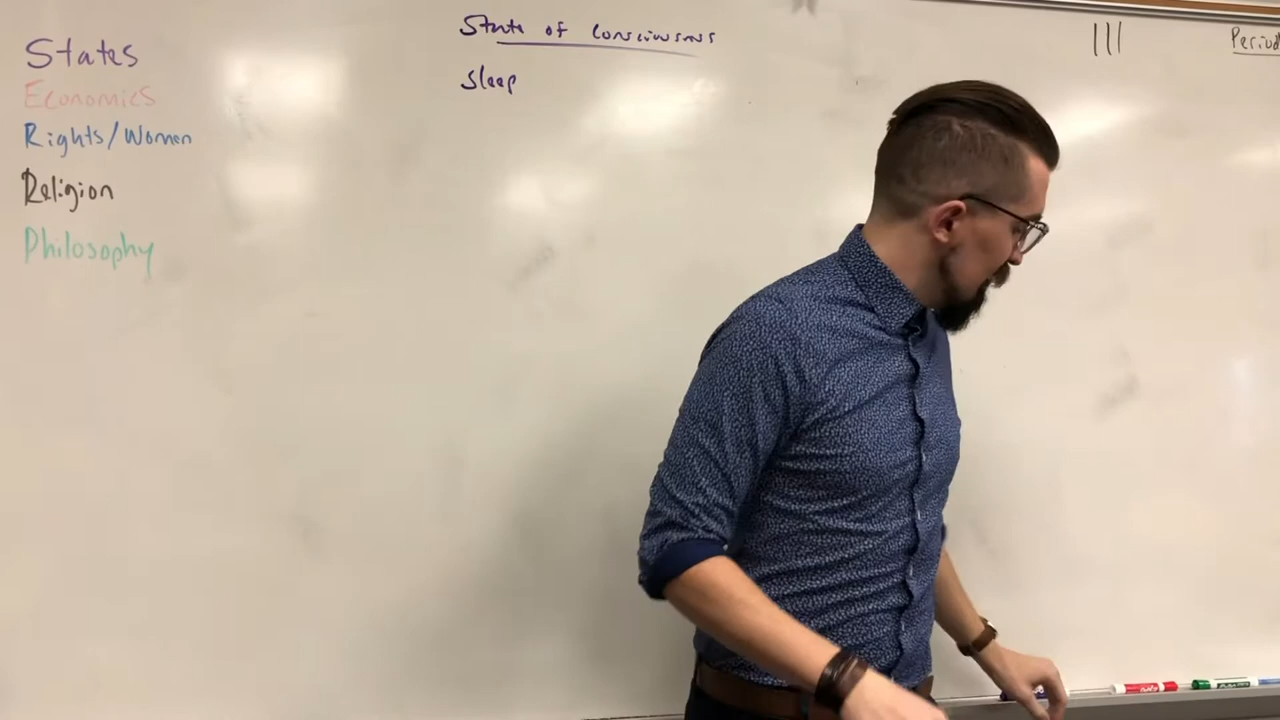 States
Economics
Rights/Women
Religion
Philosophy
State of Consciousness
Sleep
|||
Period